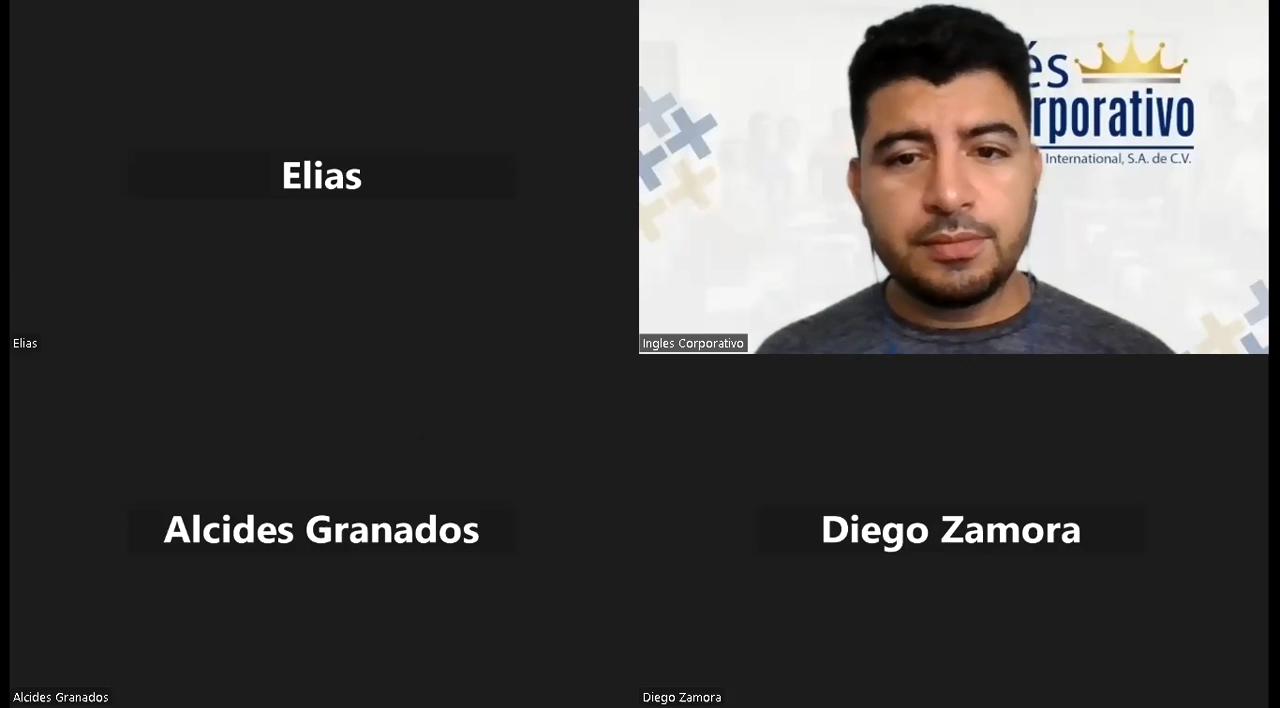 Elias
Elias
és
rporativo
International, S.A. de C.V.
Ingles Corporativo
Alcides Granados
Alcides Granados
Diego Zamora
Diego Zamora